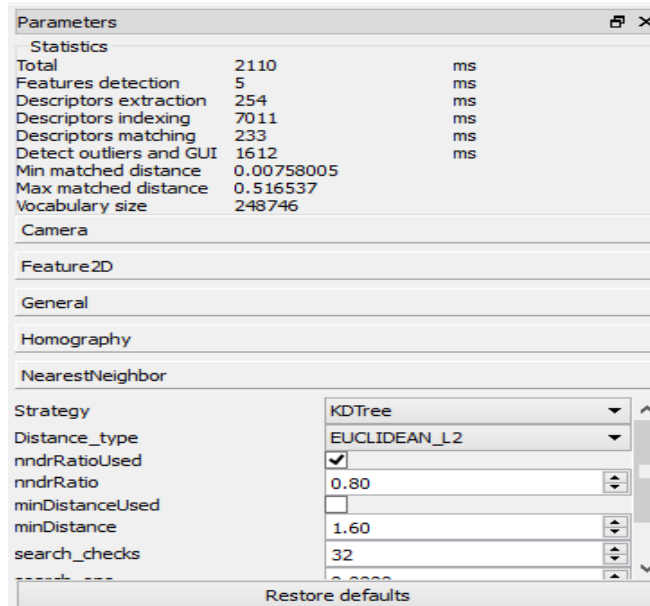 Parameters
Statistics
Total 2110 ms
Features detection 5 ms
Descriptors extraction 254 ms
Descriptors indexing 7011 ms
Descriptors matching 233 ms
Detect outliers and GUI 1612 ms
Min matched distance 0.00758005
Max matched distance 0.516537
Vocabulary size 248746
Camera
Feature2D
General
Homography
NearestNeighbor
Strategy KDTree
Distance_type EUCLIDEAN_L2
nndrRatioUsed
nndrRatio 0.80
minDistanceUsed
minDistance 1.60
search_checks 32
Restore defaults